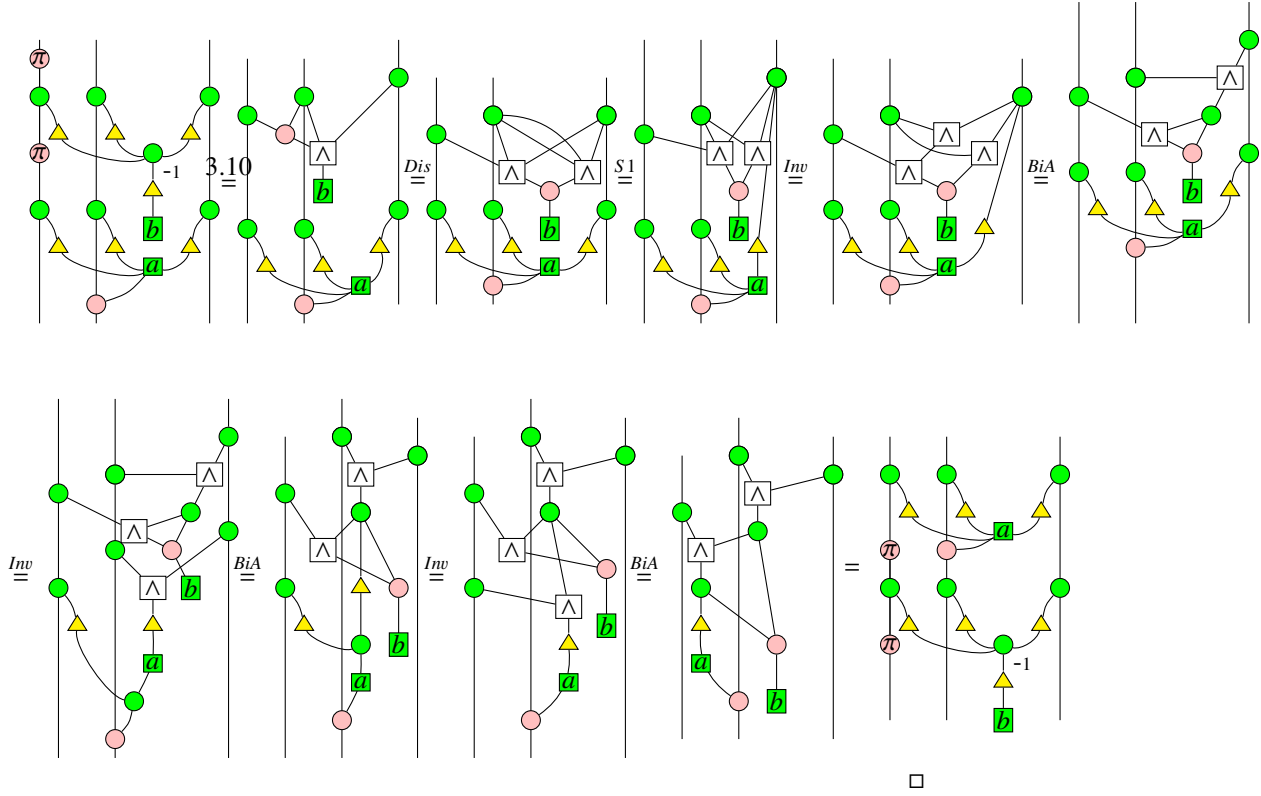 π
π
-1
b
a
3.10
=
∧
b
a
Dis
=
∧ ∧
b
a
S1
=
∧ ∧
b
a
Inv
=
∧
∧
∧
b
a
BiA
=
∧
∧
b
a
Inv
=
∧
∧
∧
b
a
BiA
=
∧
∧
b
a
Inv
=
∧
∧
∧
b
a
BiA
=
∧
∧
a
b
=
a
π
π
-1
b
□